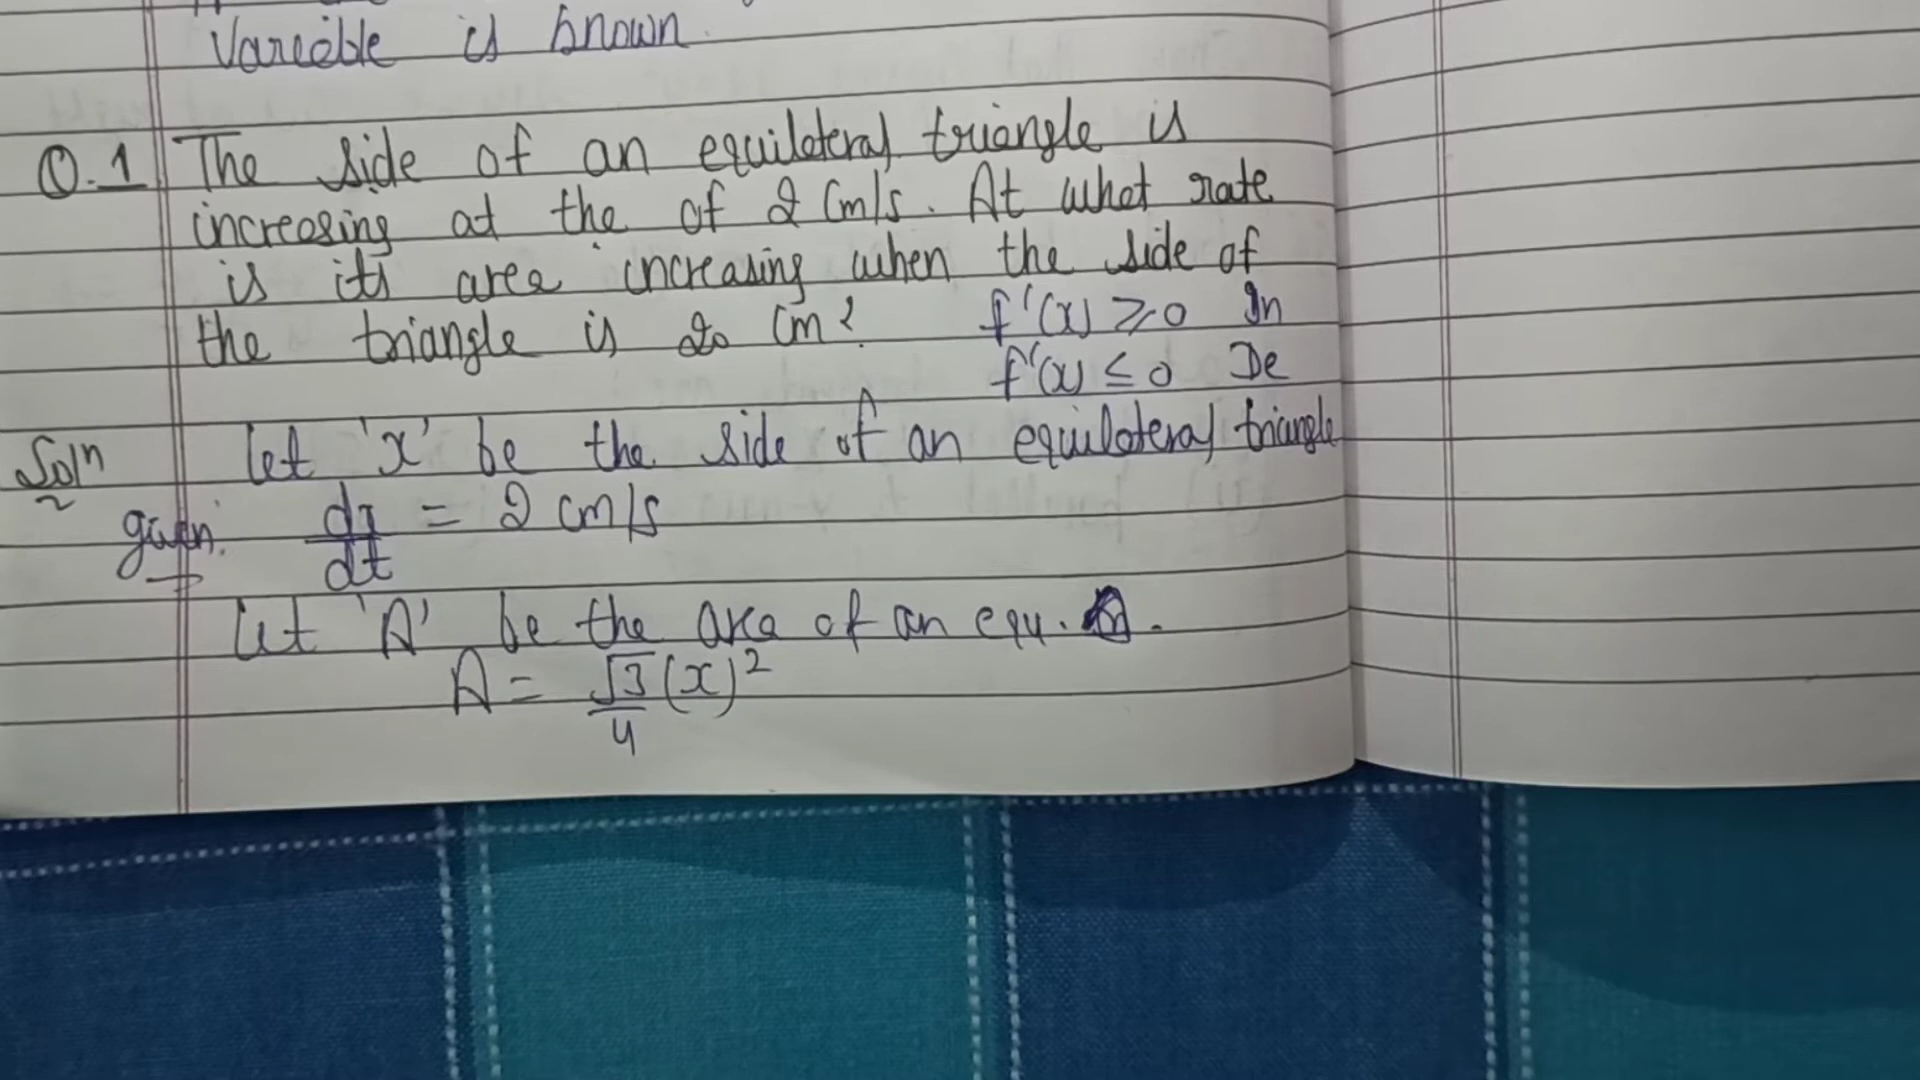 Variable is known
Q.1 The side of an equilateral triangle is
increasing at the of 2 cm/s. At what rate
is its area increasing when the side of
the triangle is 20 cm?
f'(x) ≥ 0 In
f'(x) ≤ 0 De
Soln Let 'x' be the side of an equilateral triangle
given: dx/dt = 2 cm/s
Let 'A' be the area of an equ.
A = √3/4 (x)²